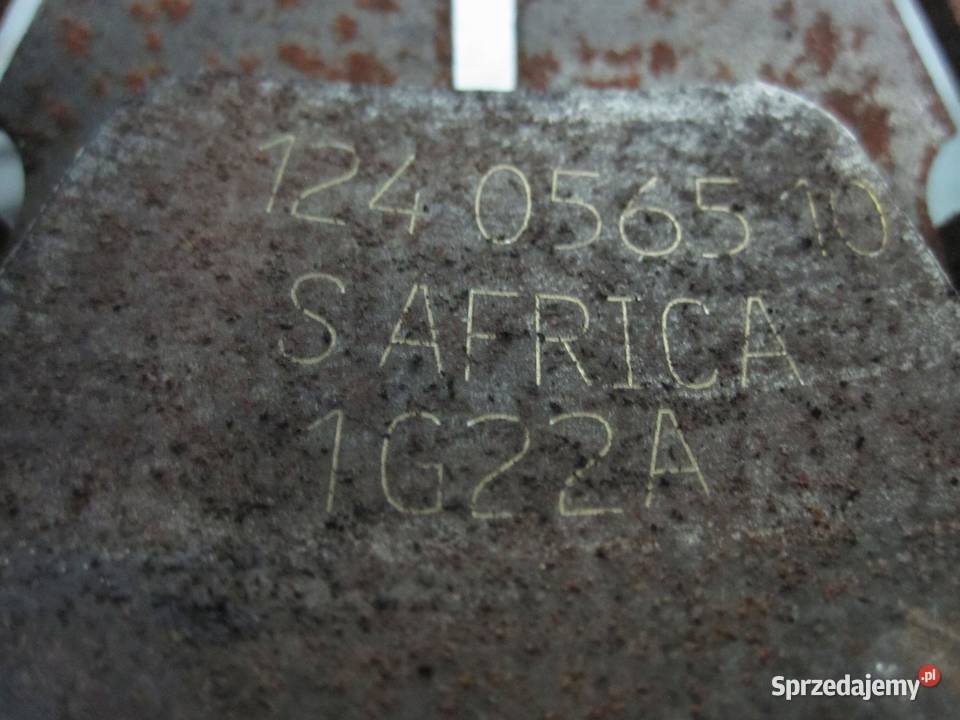 124 0565 10
S AFRICA
1G22A
Sprzedajemy.pl